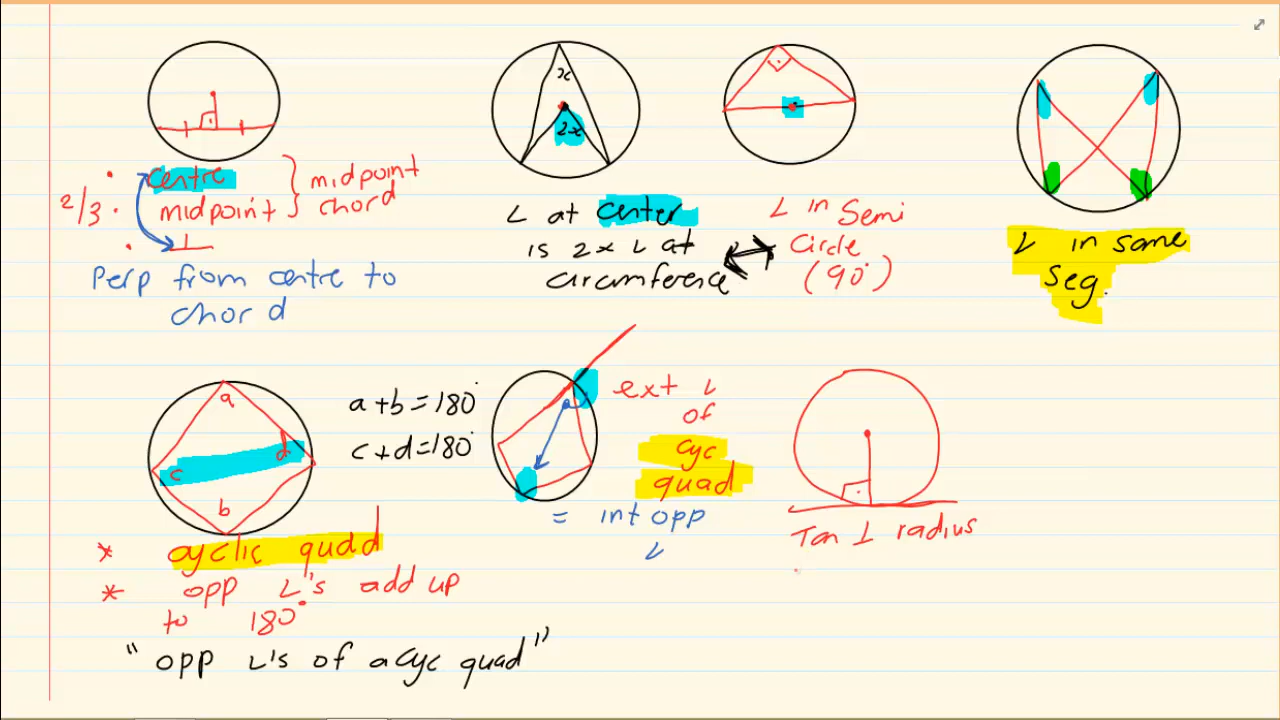 centre
midpoint
2/3
midpoint
chord
⊥
Perp from centre to
chord
x
2x
∠ at center
is 2x ∠ at
circumference
∠ in Semi
Circle
(90°)
∠ in same
seg.
a
d
c
b
a+b=180°
c+d=180°
* cyclic quad
* opp ∠'s add up
to 180°
"opp ∠'s of a cyc quad"
ext ∠
of
cyc
quad
= int opp
∠
Tan ⊥ radius